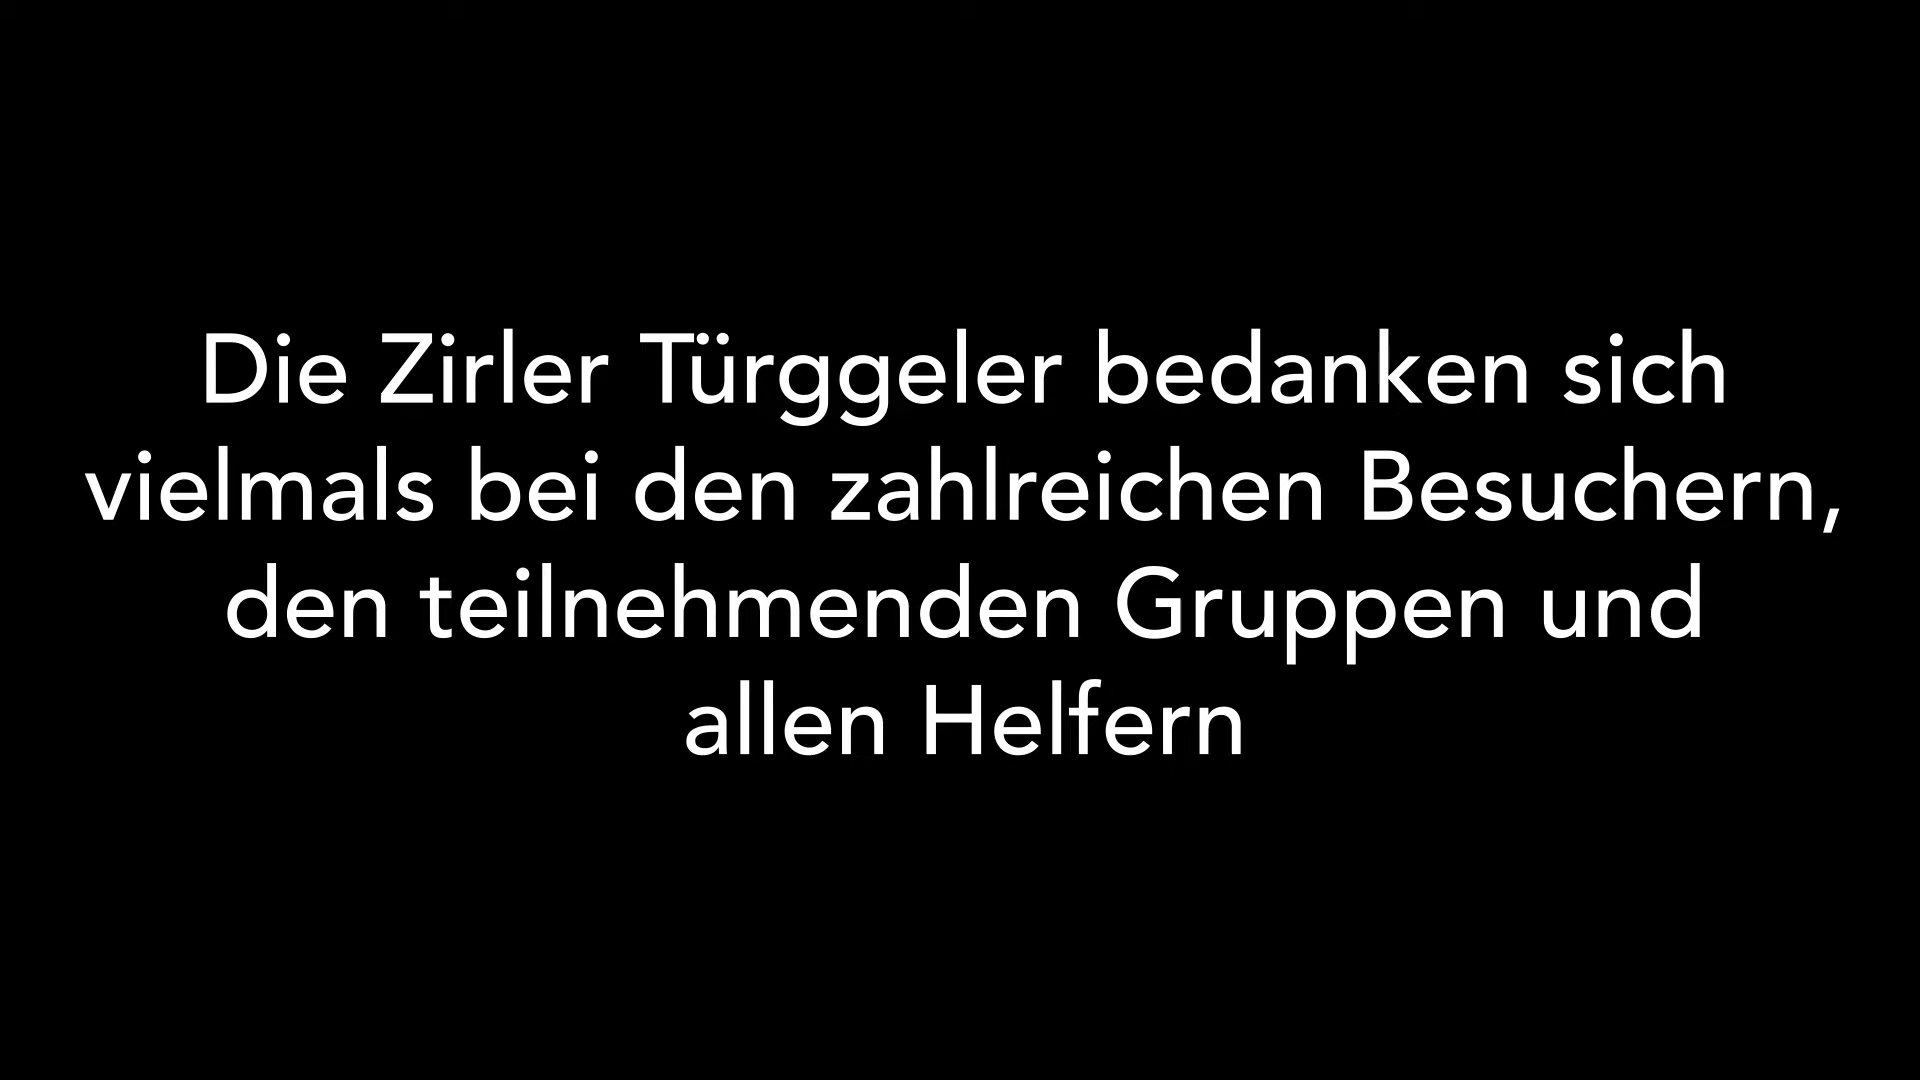 Die Zirler Türggeler bedanken sich
vielmals bei den zahlreichen Besuchern,
den teilnehmenden Gruppen und
allen Helfern